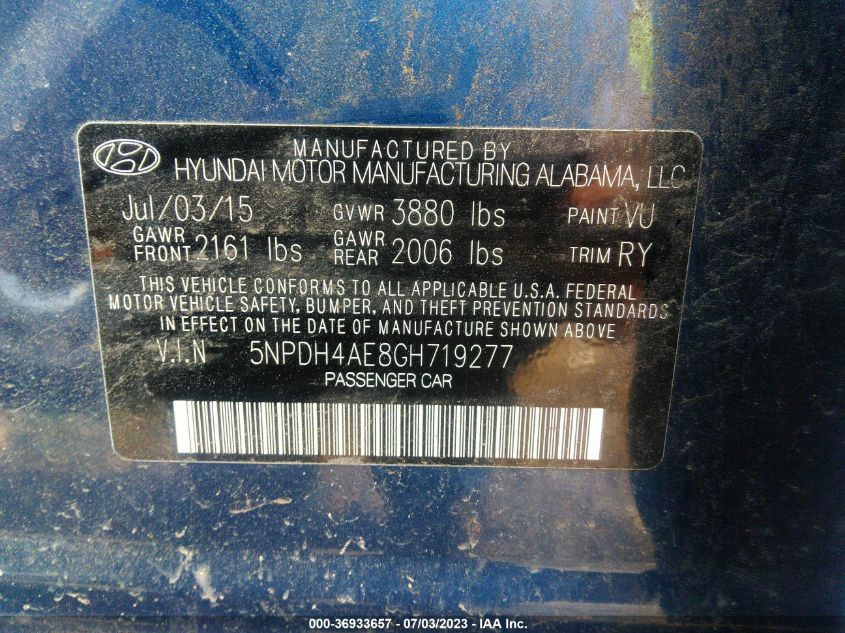 MANUFACTURED BY
HYUNDAI MOTOR MANUFACTURING ALABAMA, LLC
Jul/03/15 GVWR 3880 lbs PAINT VU
GAWR FRONT 2161 lbs GAWR REAR 2006 lbs TRIM RY
THIS VEHICLE CONFORMS TO ALL APPLICABLE U.S.A. FEDERAL
MOTOR VEHICLE SAFETY, BUMPER, AND THEFT PREVENTION STANDARDS
IN EFFECT ON THE DATE OF MANUFACTURE SHOWN ABOVE
V.I.N 5NPDH4AE8GH719277
PASSENGER CAR
000-36933657 - 07/03/2023 - IAA Inc.